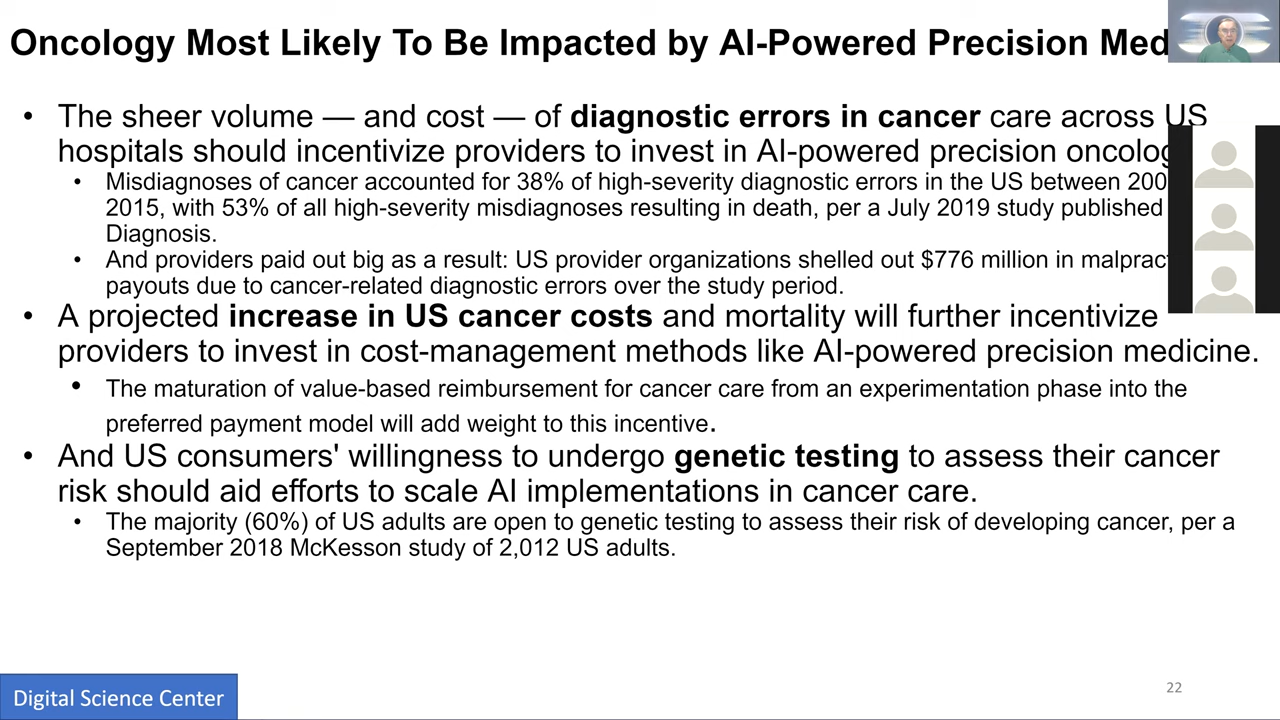 Oncology Most Likely To Be Impacted by AI-Powered Precision Med
• The sheer volume — and cost — of diagnostic errors in cancer care across US
hospitals should incentivize providers to invest in AI-powered precision oncolog
• Misdiagnoses of cancer accounted for 38% of high-severity diagnostic errors in the US between 200
2015, with 53% of all high-severity misdiagnoses resulting in death, per a July 2019 study published
Diagnosis.
• And providers paid out big as a result: US provider organizations shelled out $776 million in malprac
payouts due to cancer-related diagnostic errors over the study period.
• A projected increase in US cancer costs and mortality will further incentivize
providers to invest in cost-management methods like AI-powered precision medicine.
• The maturation of value-based reimbursement for cancer care from an experimentation phase into the
preferred payment model will add weight to this incentive.
• And US consumers' willingness to undergo genetic testing to assess their cancer
risk should aid efforts to scale AI implementations in cancer care.
• The majority (60%) of US adults are open to genetic testing to assess their risk of developing cancer, per a
September 2018 McKesson study of 2,012 US adults.
Digital Science Center
22